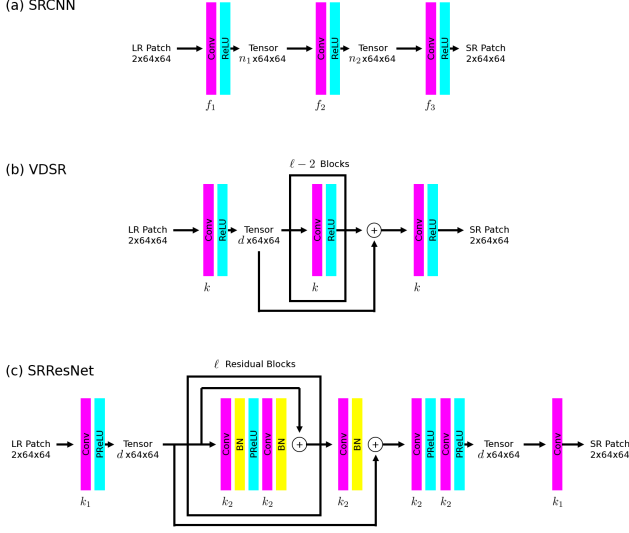 (a) SRCNN
LR Patch
2x64x64
Conv
ReLU
Tensor
n₁x64x64
Conv
ReLU
Tensor
n₂x64x64
Conv
ReLU
SR Patch
2x64x64
f₁
f₂
f₃
(b) VDSR
ℓ − 2 Blocks
LR Patch
2x64x64
Conv
ReLU
Tensor
d x64x64
Conv
ReLU
+
Conv
ReLU
SR Patch
2x64x64
k
k
k
(c) SRResNet
ℓ Residual Blocks
LR Patch
2x64x64
Conv
PReLU
Tensor
d x64x64
Conv
BN
PReLU
Conv
BN
+
Conv
BN
+
Conv
PReLU
Conv
PReLU
Tensor
d x64x64
Conv
SR Patch
2x64x64
k₁
k₂
k₂
k₂
k₂
k₂
k₁